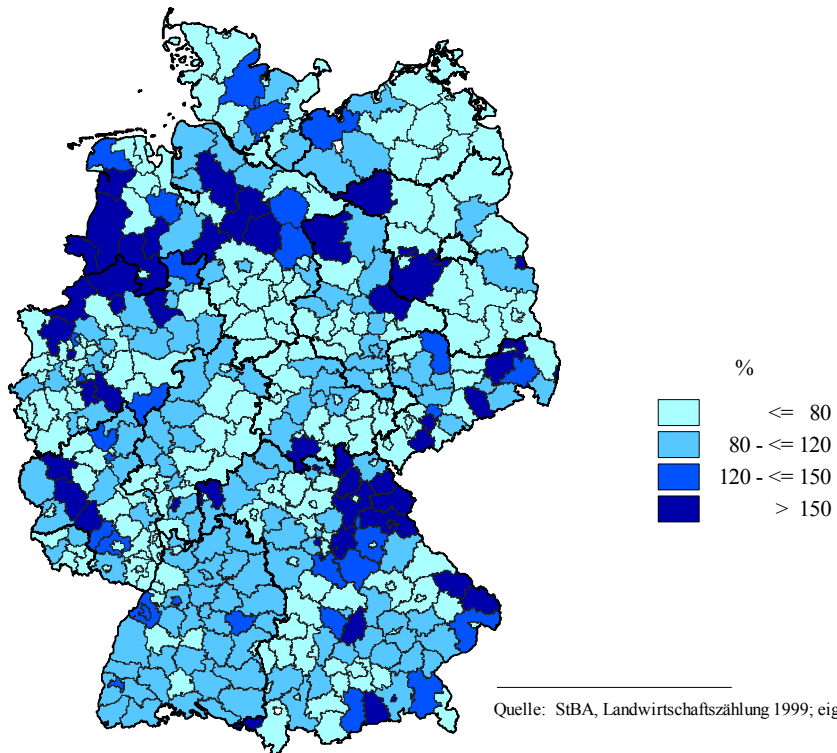 %
<= 80
80 - <= 120
120 - <= 150
> 150
Quelle: StBA, Landwirtschaftszählung 1999; eig